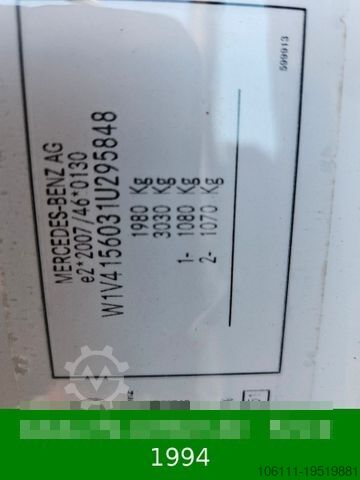 MERCEDES-BENZ AG
e2*2007/46*0130
W1V4156031U295848
1980 Kg
3030 Kg
1- 1080 Kg
2- 1070 Kg
599913
1994
106111-19519881